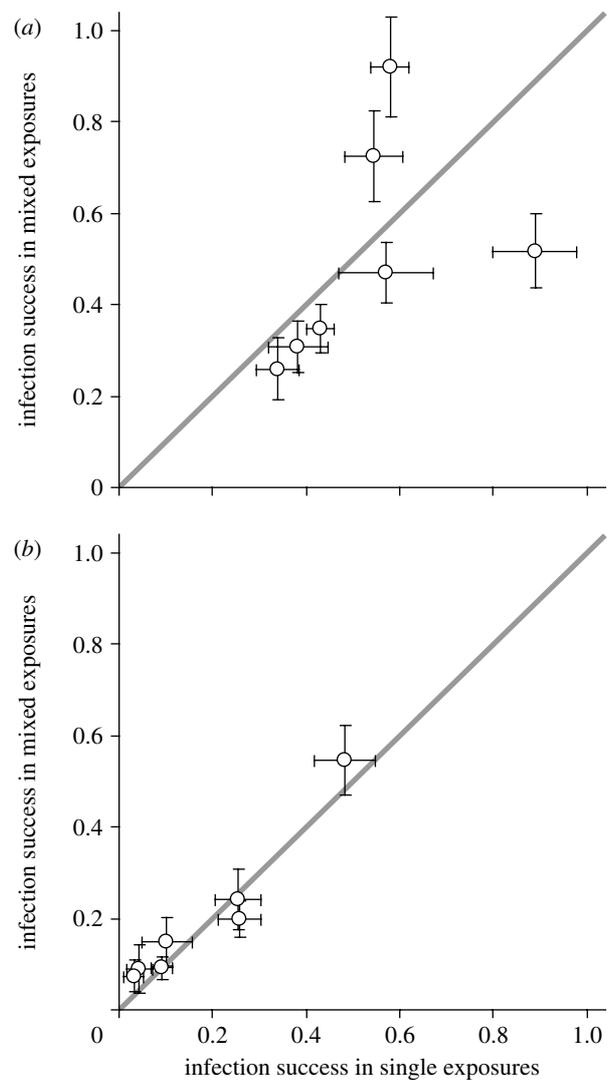 (a)
1.0
0.8
0.6
0.4
0.2
0
infection success in mixed exposures
(b)
1.0
0.8
0.6
0.4
0.2
infection success in mixed exposures
0 0.2 0.4 0.6 0.8 1.0
infection success in single exposures